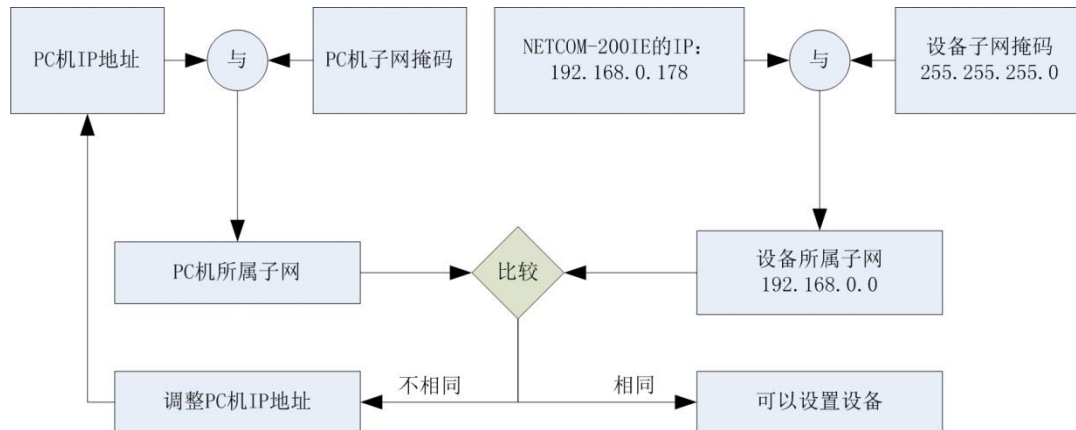 PC机IP地址
与
PC机子网掩码
NETCOM-200IE的IP：
192.168.0.178
与
设备子网掩码
255.255.255.0
PC机所属子网
比较
设备所属子网
192.168.0.0
调整PC机IP地址
不相同
相同
可以设置设备